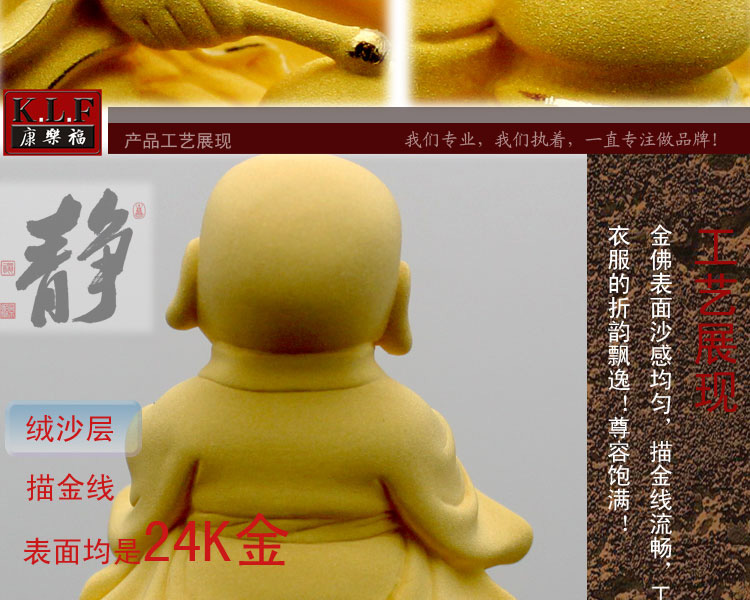 K.L.F
康樂福
产品工艺展现
我们专业，我们执着，一直专注做品牌！
静
工艺展现
金佛表面沙感均匀，描金线流畅，工
衣服的折韵飘逸！尊容饱满！
绒沙层
描金线
表面均是24K金